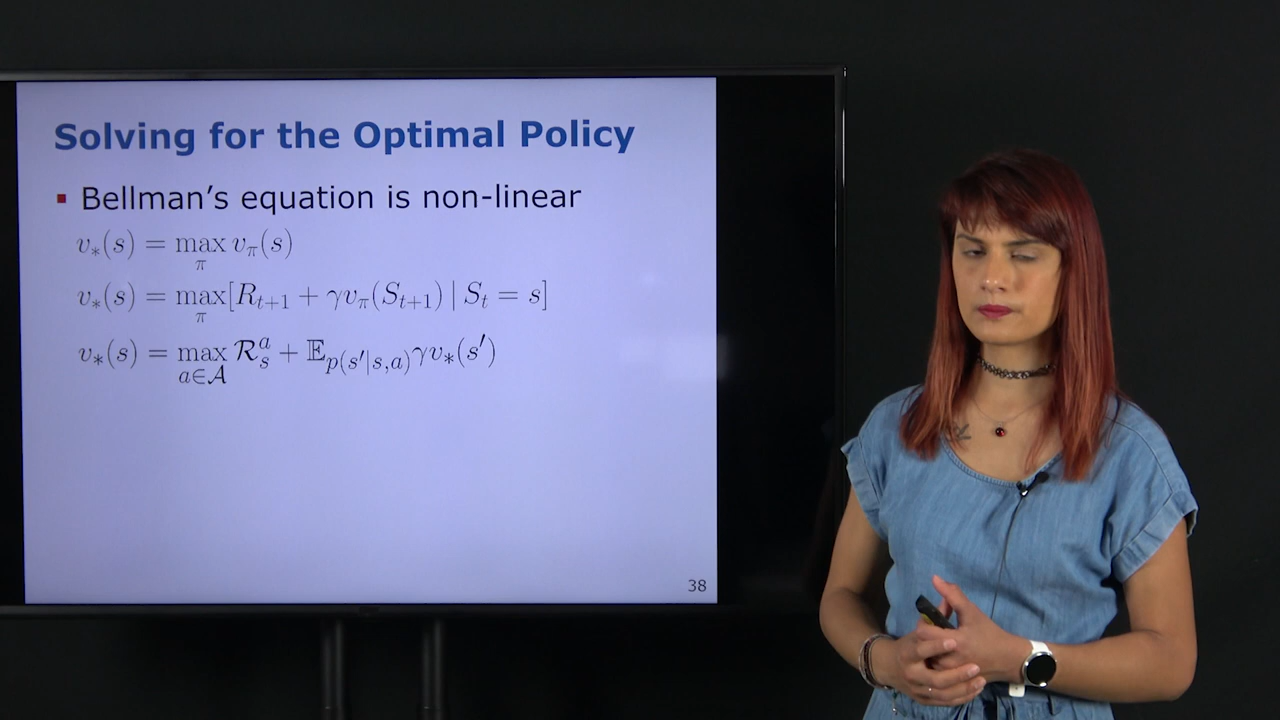 Solving for the Optimal Policy
▪ Bellman's equation is non-linear
v_*(s) = max_π v_π(s)
v_*(s) = max_π[R_{t+1} + γv_π(S_{t+1}) | S_t = s]
v_*(s) = max_{a∈𝒜} ℛ_s^a + 𝔼_{p(s′|s,a)}γv_*(s′)
38